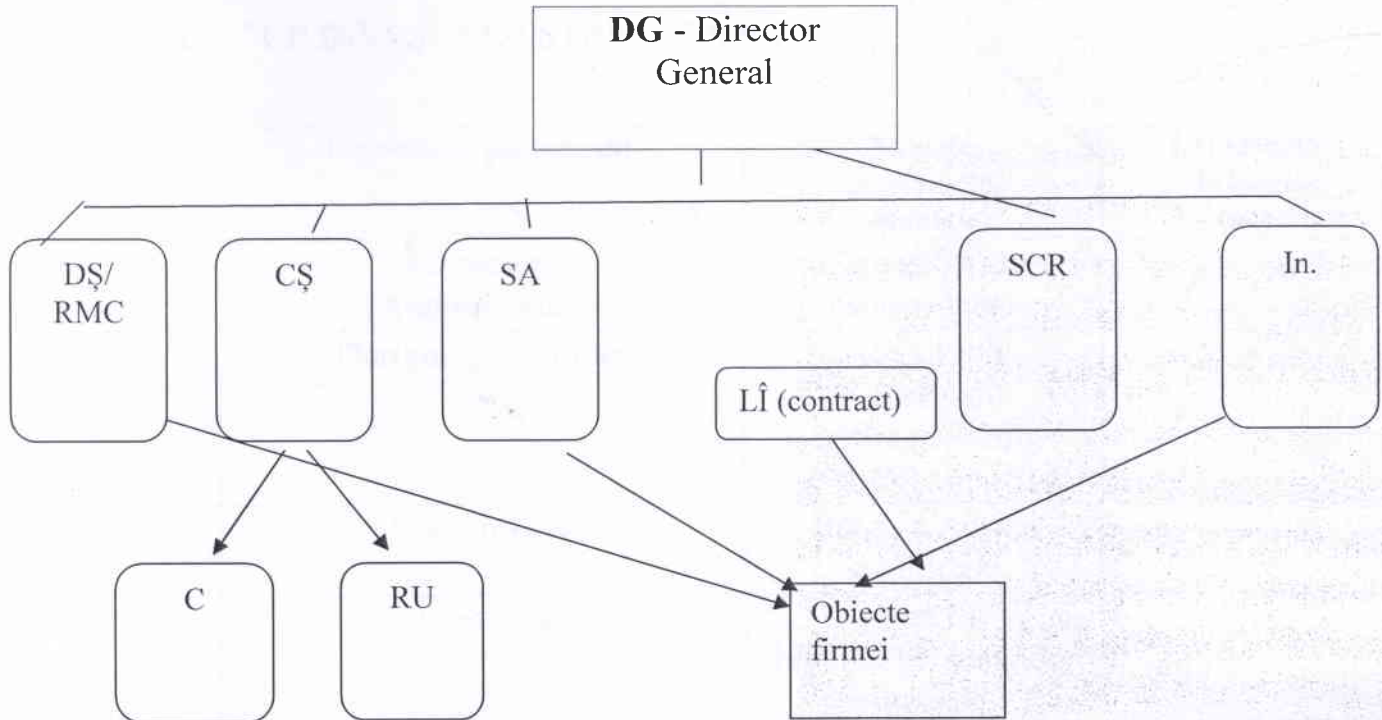 DG - Director
General
DȘ/
RMC
CȘ
SA
SCR
In.
LÎ (contract)
C
RU
Obiecte
firmei